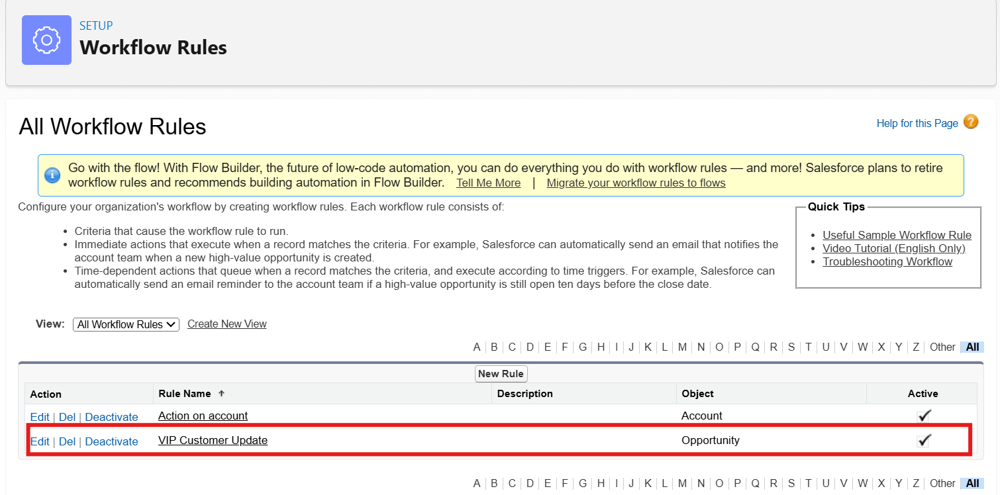 SETUP
Workflow Rules
All Workflow Rules
Help for this Page ?
Go with the flow! With Flow Builder, the future of low-code automation, you can do everything you do with workflow rules — and more! Salesforce plans to retire
workflow rules and recommends building automation in Flow Builder. Tell Me More | Migrate your workflow rules to flows
Configure your organization's workflow by creating workflow rules. Each workflow rule consists of:
• Criteria that cause the workflow rule to run.
• Immediate actions that execute when a record matches the criteria. For example, Salesforce can automatically send an email that notifies the
account team when a new high-value opportunity is created.
• Time-dependent actions that queue when a record matches the criteria, and execute according to time triggers. For example, Salesforce can
automatically send an email reminder to the account team if a high-value opportunity is still open ten days before the close date.
Quick Tips
• Useful Sample Workflow Rule
• Video Tutorial (English Only)
• Troubleshooting Workflow
View: All Workflow Rules Create New View
A | B | C | D | E | F | G | H | I | J | K | L | M | N | O | P | Q | R | S | T | U | V | W | X | Y | Z | Other | All
New Rule
Action Rule Name ↑ Description Object Active
Edit | Del | Deactivate Action on account Account ✓
Edit | Del | Deactivate VIP Customer Update Opportunity ✓
A | B | C | D | E | F | G | H | I | J | K | L | M | N | O | P | Q | R | S | T | U | V | W | X | Y | Z | Other | All